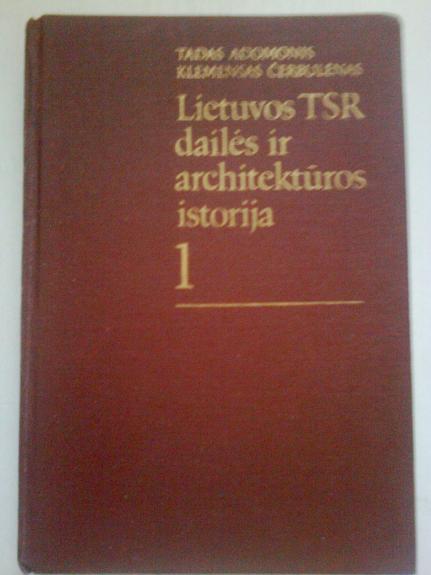 TADAS ADOMONIS
KLEMENSAS ČERBULĖNAS
Lietuvos TSR
dailės ir
architektūros
istorija
1